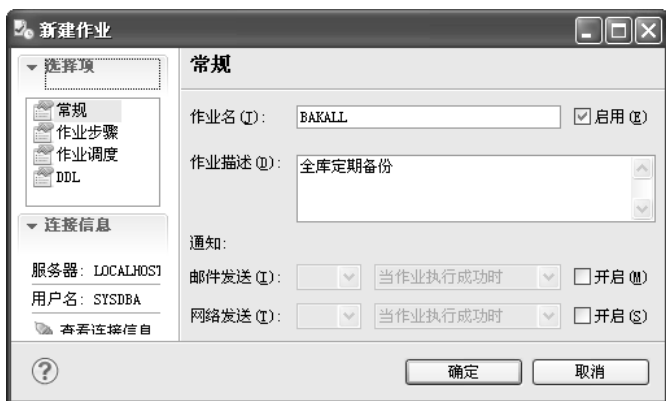 新建作业
选择项
常规
作业步骤
作业调度
DDL
连接信息
服务器: LOCALHOST
用户名: SYSDBA
查看连接信息
常规
作业名(J): BAKALL 启用(E)
作业描述(D): 全库定期备份
通知:
邮件发送(I): 当作业执行成功时 开启(M)
网络发送(T): 当作业执行成功时 开启(S)
确定 取消